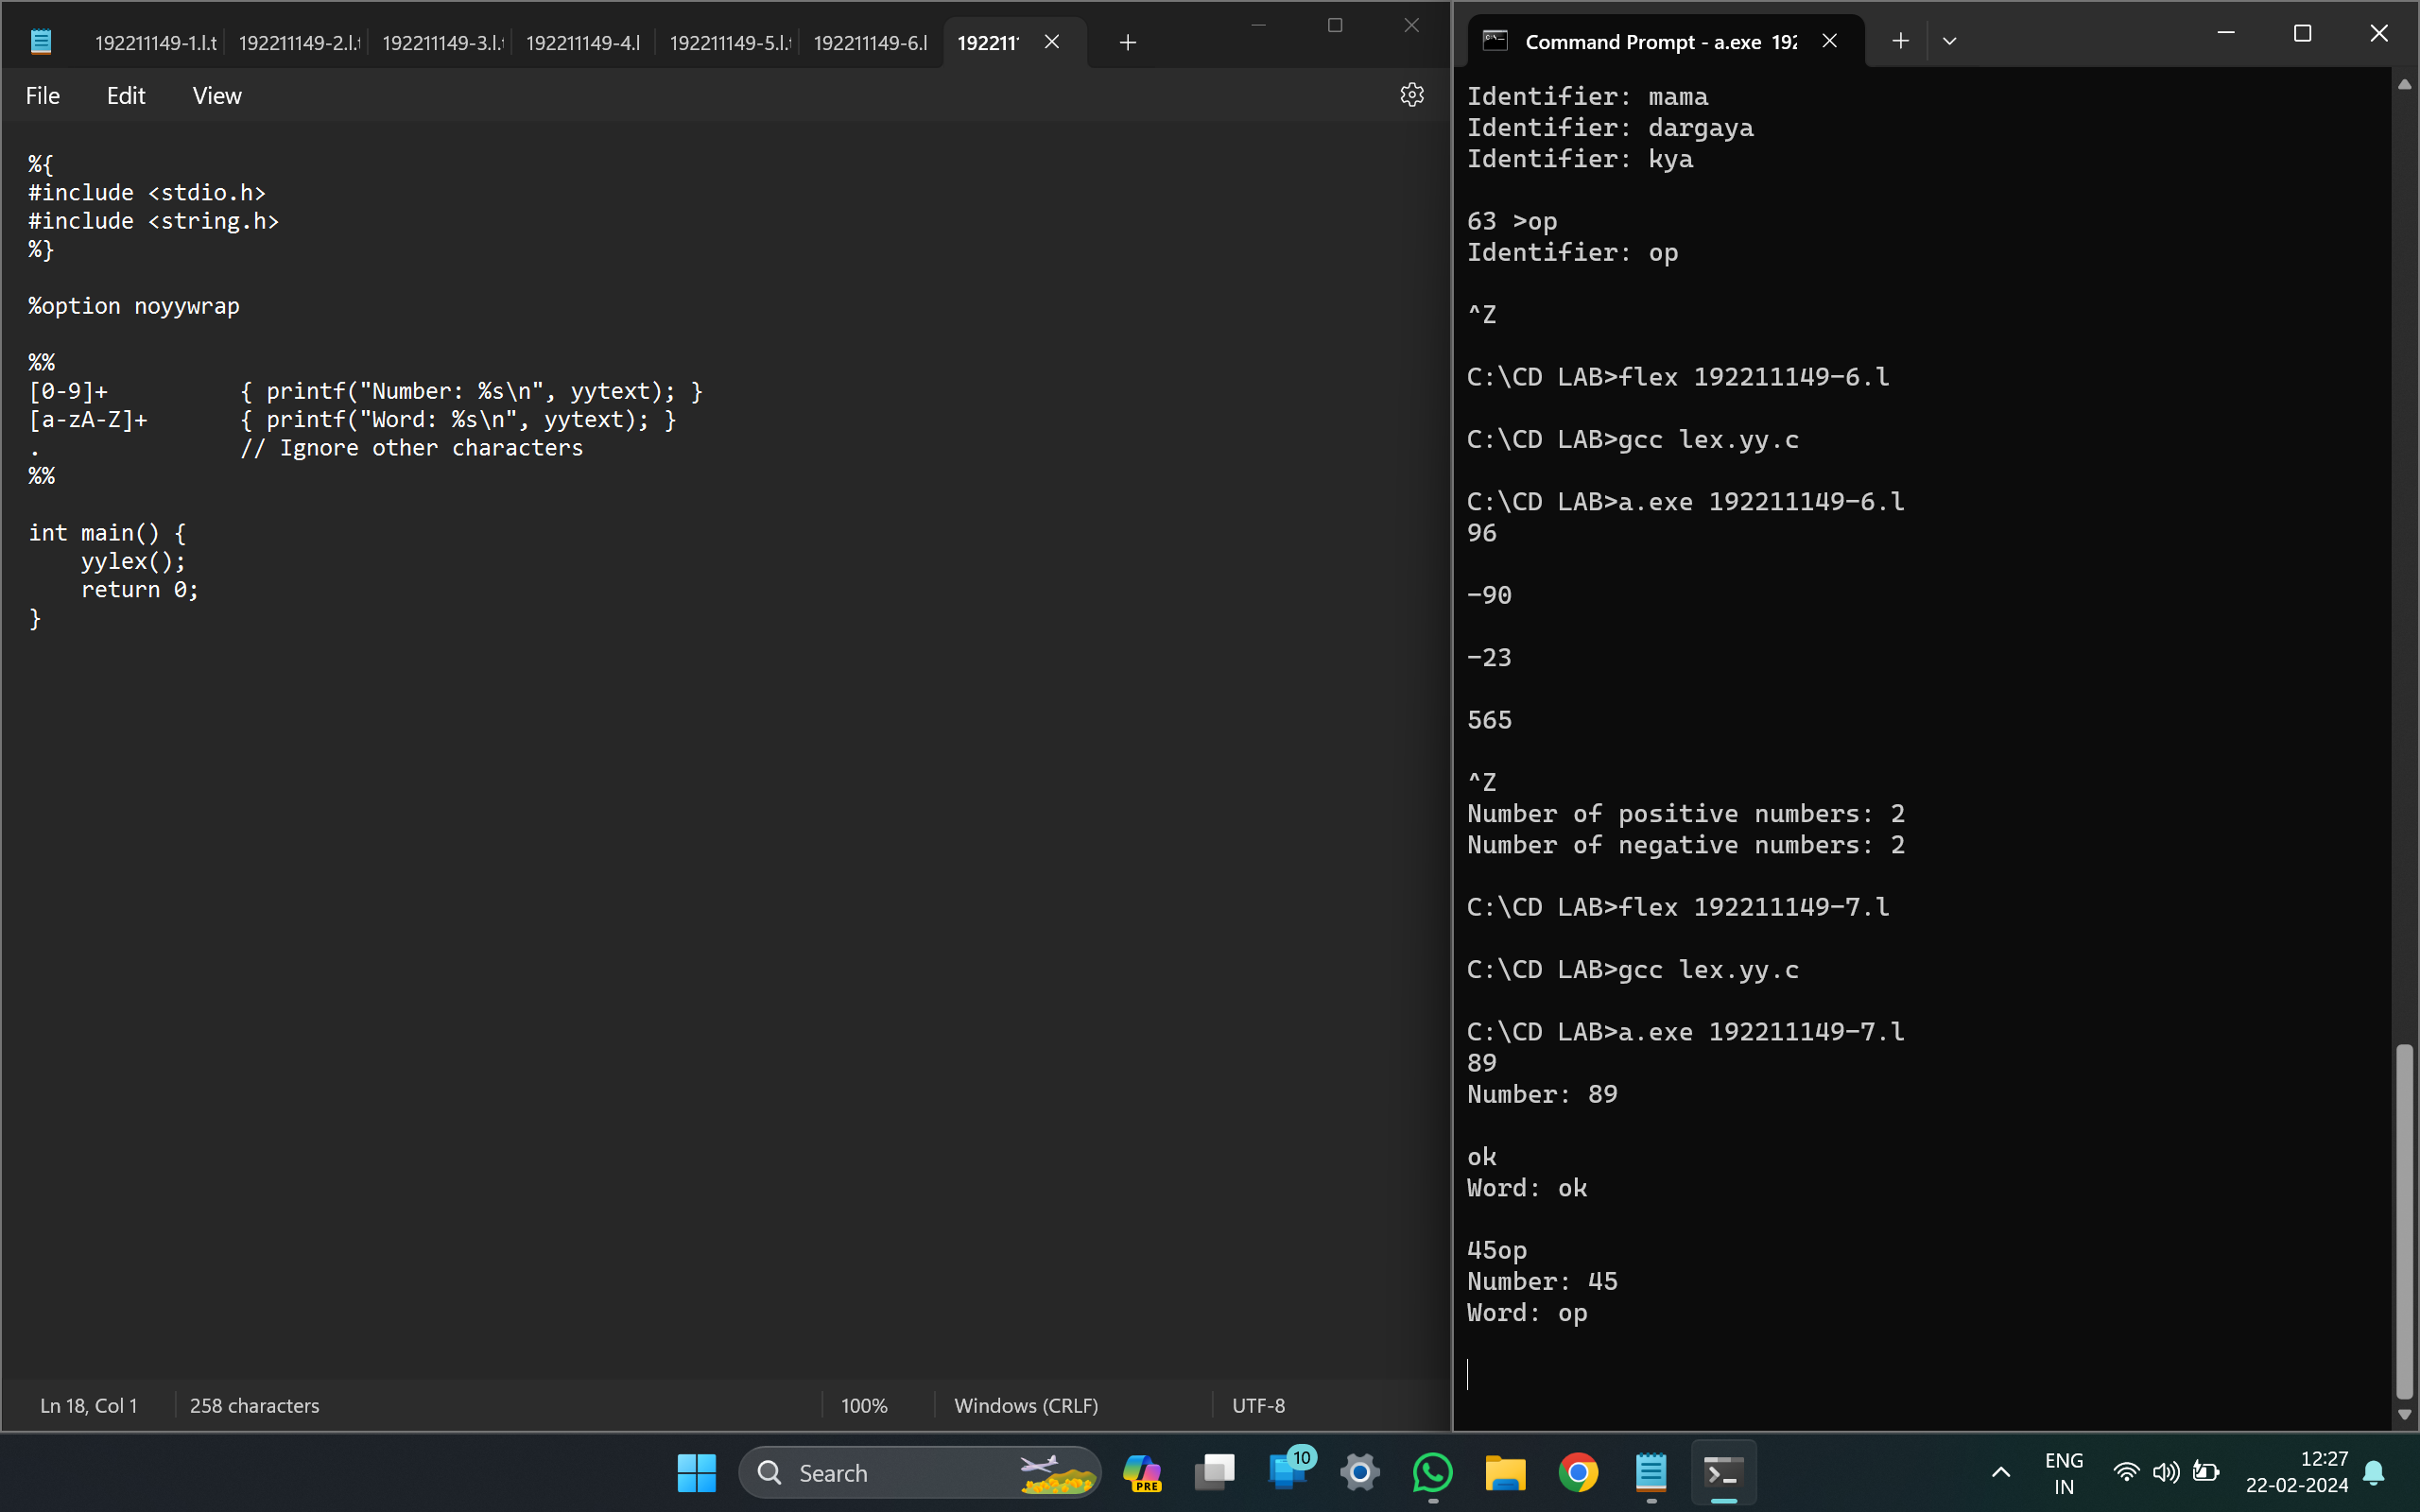 192211149-1.l.t 192211149-2.l. 192211149-3.l. 192211149-4.l 192211149-5.l. 192211149-6.l 192211
File Edit View
%{
#include <stdio.h>
#include <string.h>
%}
%option noyywrap
%%
[0-9]+ { printf("Number: %s\n", yytext); }
[a-zA-Z]+ { printf("Word: %s\n", yytext); }
. // Ignore other characters
%%
int main() {
yylex();
return 0;
}
Ln 18, Col 1 258 characters 100% Windows (CRLF) UTF-8
Command Prompt - a.exe 192
Identifier: mama
Identifier: dargaya
Identifier: kya
63 >op
Identifier: op
^Z
C:\CD LAB>flex 192211149-6.l
C:\CD LAB>gcc lex.yy.c
C:\CD LAB>a.exe 192211149-6.l
96
-90
-23
565
^Z
Number of positive numbers: 2
Number of negative numbers: 2
C:\CD LAB>flex 192211149-7.l
C:\CD LAB>gcc lex.yy.c
C:\CD LAB>a.exe 192211149-7.l
89
Number: 89
ok
Word: ok
45op
Number: 45
Word: op
Search PRE 10 ENG 12:27
IN 22-02-2024